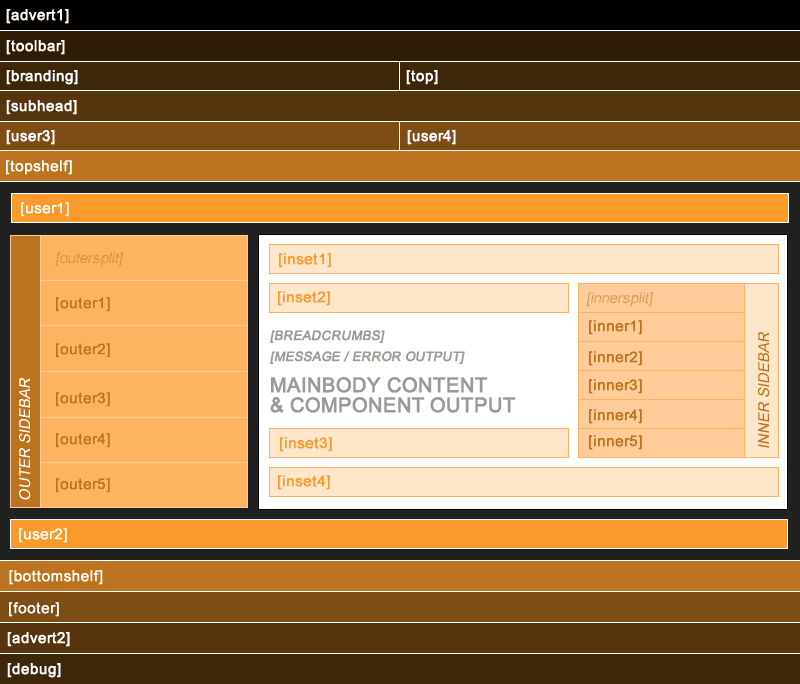 [advert1]
[toolbar]
[branding]
[top]
[subhead]
[user3]
[user4]
[topshelf]
[user1]
OUTER SIDEBAR
[outersplit]
[outer1]
[outer2]
[outer3]
[outer4]
[outer5]
[inset1]
[inset2]
[BREADCRUMBS]
[MESSAGE / ERROR OUTPUT]
MAINBODY CONTENT
& COMPONENT OUTPUT
[inset3]
[innersplit]
[inner1]
[inner2]
[inner3]
[inner4]
[inner5]
INNER SIDEBAR
[inset4]
[user2]
[bottomshelf]
[footer]
[advert2]
[debug]